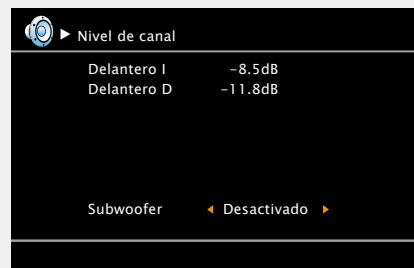 Nivel de canal
Delantero I −8.5dB
Delantero D −11.8dB
Subwoofer Desactivado